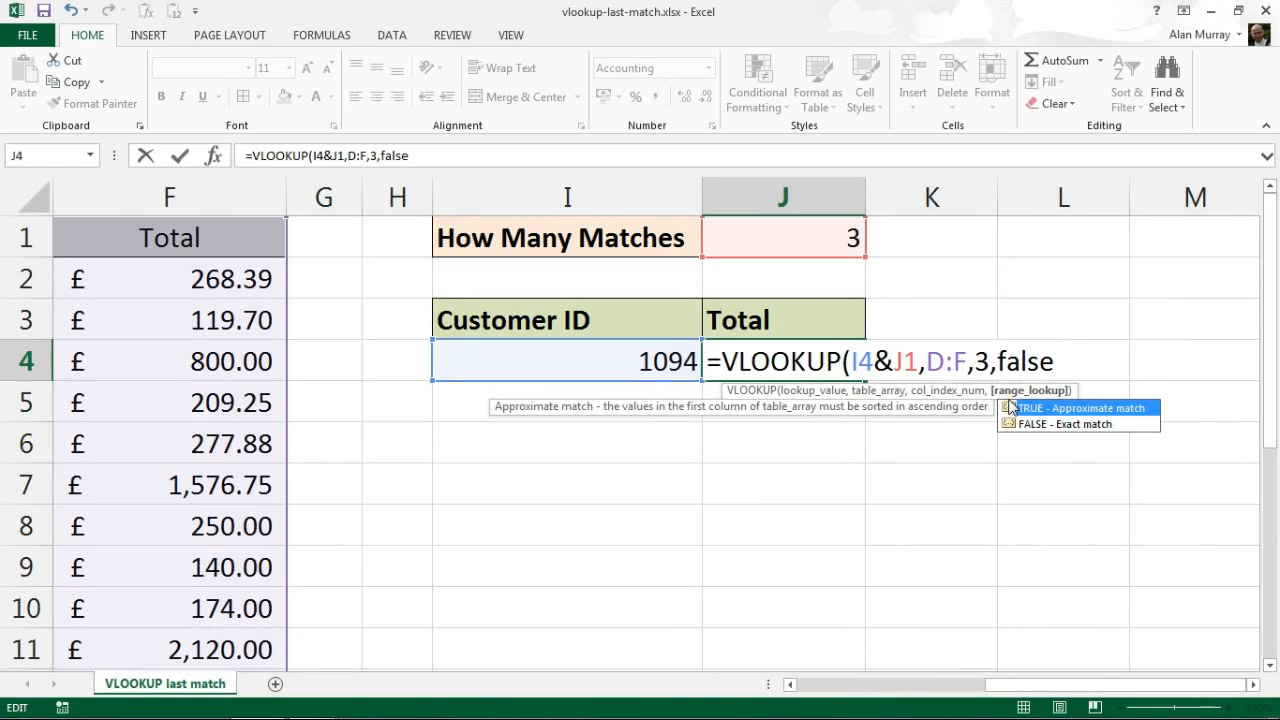 vlookup-last-match.xlsx - Excel
FILE HOME INSERT PAGE LAYOUT FORMULAS DATA REVIEW VIEW Alan Murray
Paste Cut Copy Format Painter
11 Wrap Text Merge & Center Accounting % ,
Conditional Formatting Format as Table Cell Styles
Insert Delete Format
AutoSum Fill Clear Sort & Filter Find & Select
Clipboard Font Alignment Number Styles Cells Editing
J4 =VLOOKUP(I4&J1,D:F,3,false
F G H I J K L M
1 Total How Many Matches 3
2 £ 268.39
3 £ 119.70 Customer ID Total
4 £ 800.00 1094 =VLOOKUP(I4&J1,D:F,3,false
VLOOKUP(lookup_value, table_array, col_index_num, [range_lookup])
Approximate match - the values in the first column of table_array must be sorted in ascending order
TRUE - Approximate match
FALSE - Exact match
5 £ 209.25
6 £ 277.88
7 £ 1,576.75
8 £ 250.00
9 £ 140.00
10 £ 174.00
11 £ 2,120.00
VLOOKUP last match
EDIT